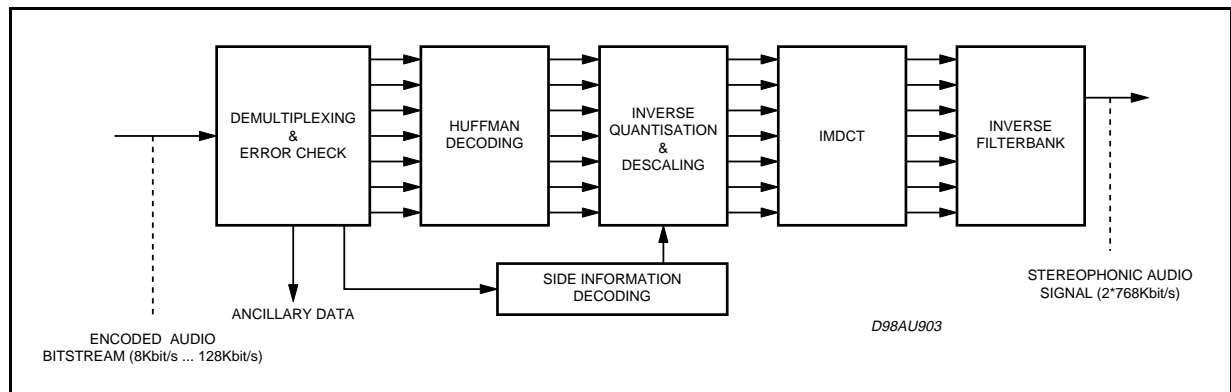 DEMULTIPLEXING
&
ERROR CHECK
HUFFMAN
DECODING
INVERSE
QUANTISATION
&
DESCALING
IMDCT
INVERSE
FILTERBANK
SIDE INFORMATION
DECODING
ANCILLARY DATA
ENCODED AUDIO
BITSTREAM (8Kbit/s ... 128Kbit/s)
STEREOPHONIC AUDIO
SIGNAL (2*768Kbit/s)
D98AU903